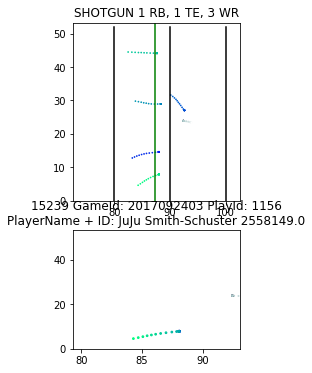 SHOTGUN 1 RB, 1 TE, 3 WR
50
40
30
20
10
0
80 90 100
15239 GameId: 2017092403 PlayId: 1156
PlayerName + ID: JuJu Smith-Schuster 2558149.0
40
20
0
80 85 90